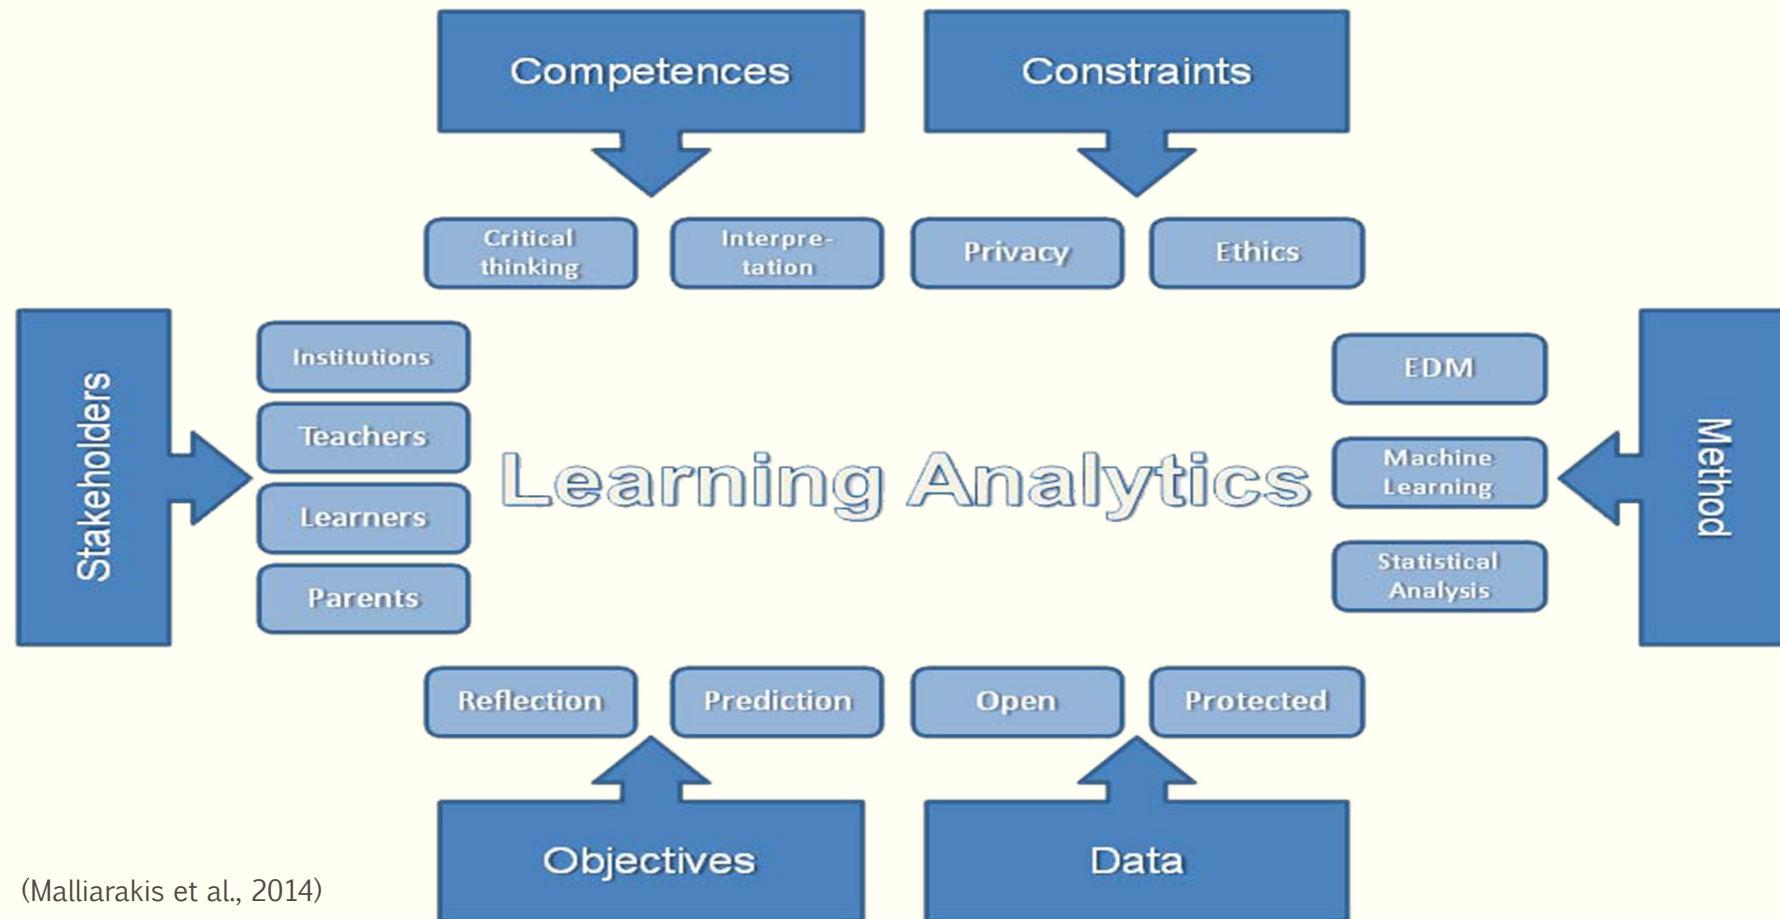 Competences
Constraints
Critical
thinking
Interpre-
tation
Privacy
Ethics
Stakeholders
Institutions
Teachers
Learners
Parents
Learning Analytics
EDM
Machine
Learning
Statistical
Analysis
Method
Reflection
Prediction
Open
Protected
Objectives
Data
(Malliarakis et al., 2014)